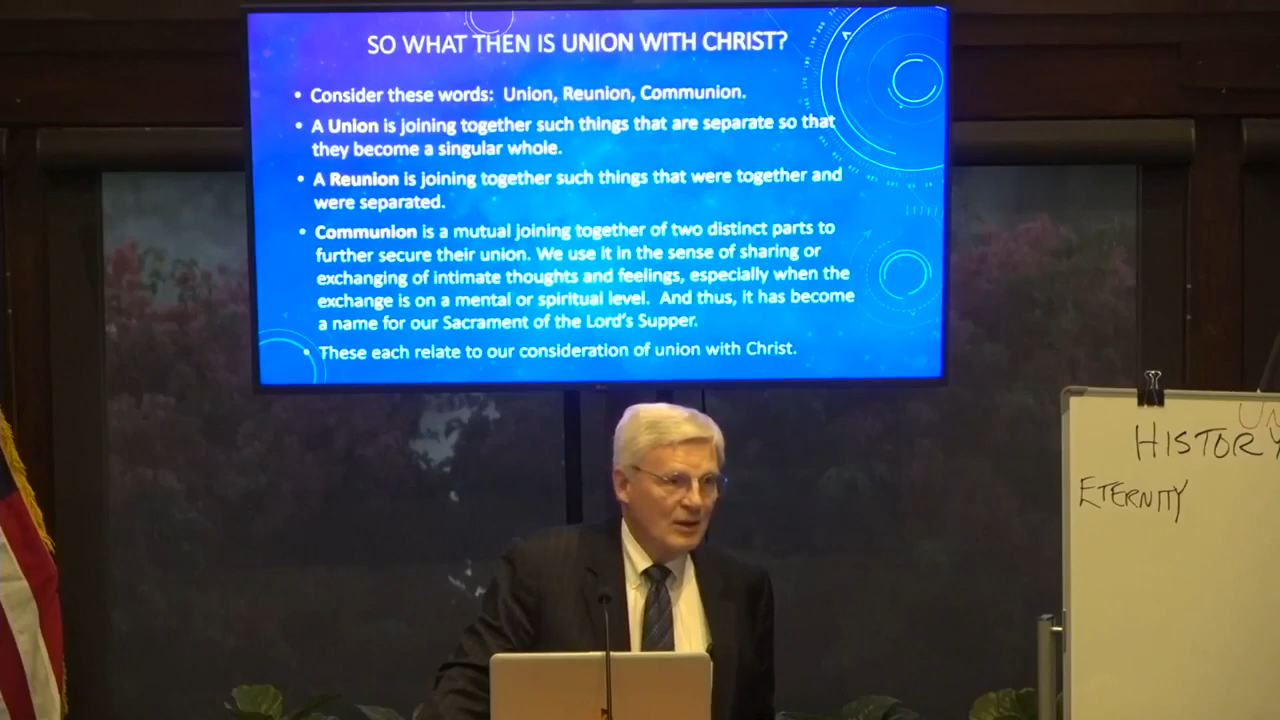 SO WHAT THEN IS UNION WITH CHRIST?
• Consider these words: Union, Reunion, Communion.
• A Union is joining together such things that are separate so that
they become a singular whole.
• A Reunion is joining together such things that were together and
were separated.
• Communion is a mutual joining together of two distinct parts to
further secure their union. We use it in the sense of sharing or
exchanging of intimate thoughts and feelings, especially when the
exchange is on a mental or spiritual level. And thus, it has become
a name for our Sacrament of the Lord's Supper.
• These each relate to our consideration of union with Christ.
HISTORY
ETERNITY